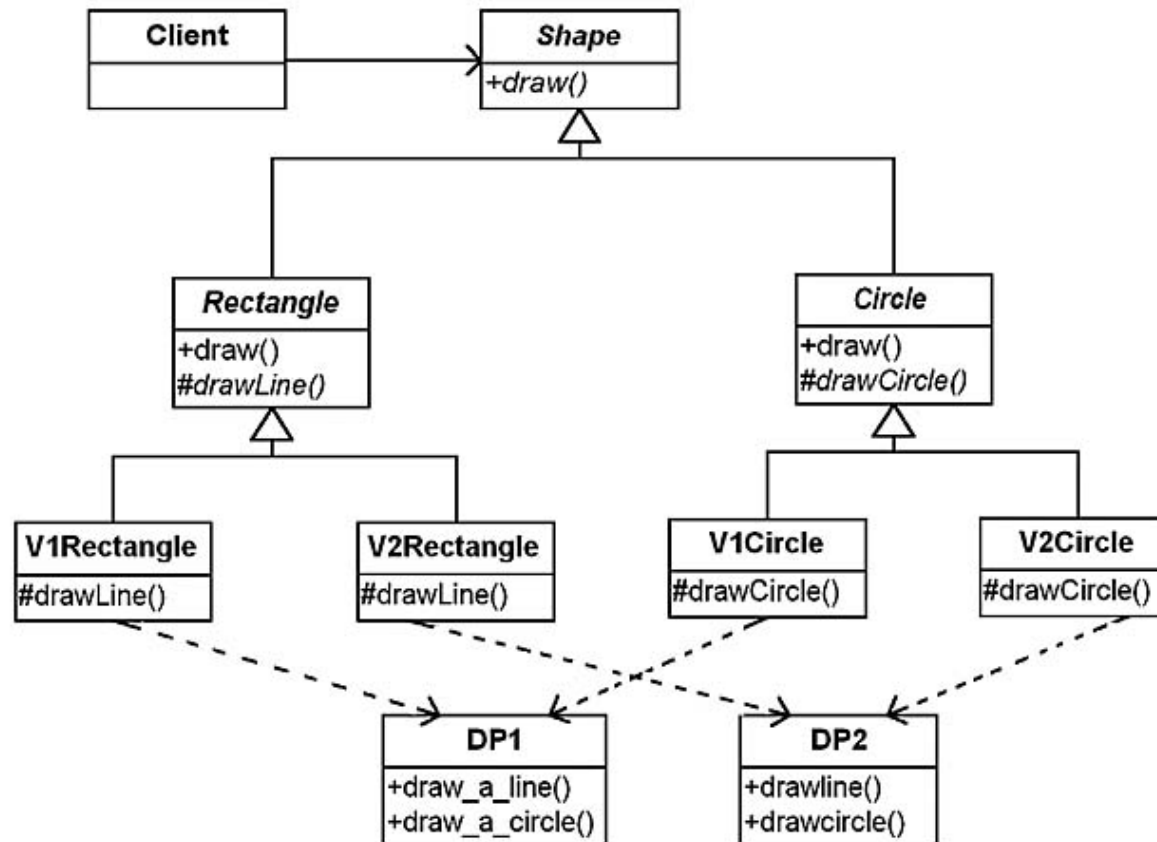 Client
Shape
+draw()
Rectangle
+draw()
#drawLine()
Circle
+draw()
#drawCircle()
V1Rectangle
#drawLine()
V2Rectangle
#drawLine()
V1Circle
#drawCircle()
V2Circle
#drawCircle()
DP1
+draw_a_line()
+draw_a_circle()
DP2
+drawline()
+drawcircle()